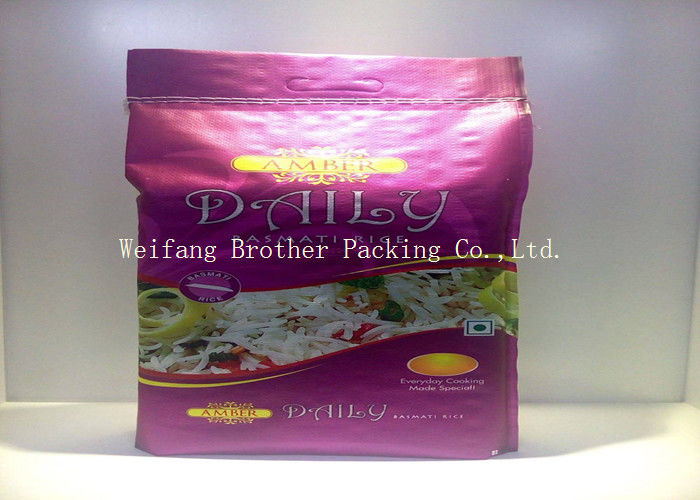 AMBER
DAILY
BASMATI RICE
Weifang Brother Packing Co.,Ltd.
BASMATI
RICE
Everyday Cooking
Made Special!
AMBER DAILY BASMATI RICE